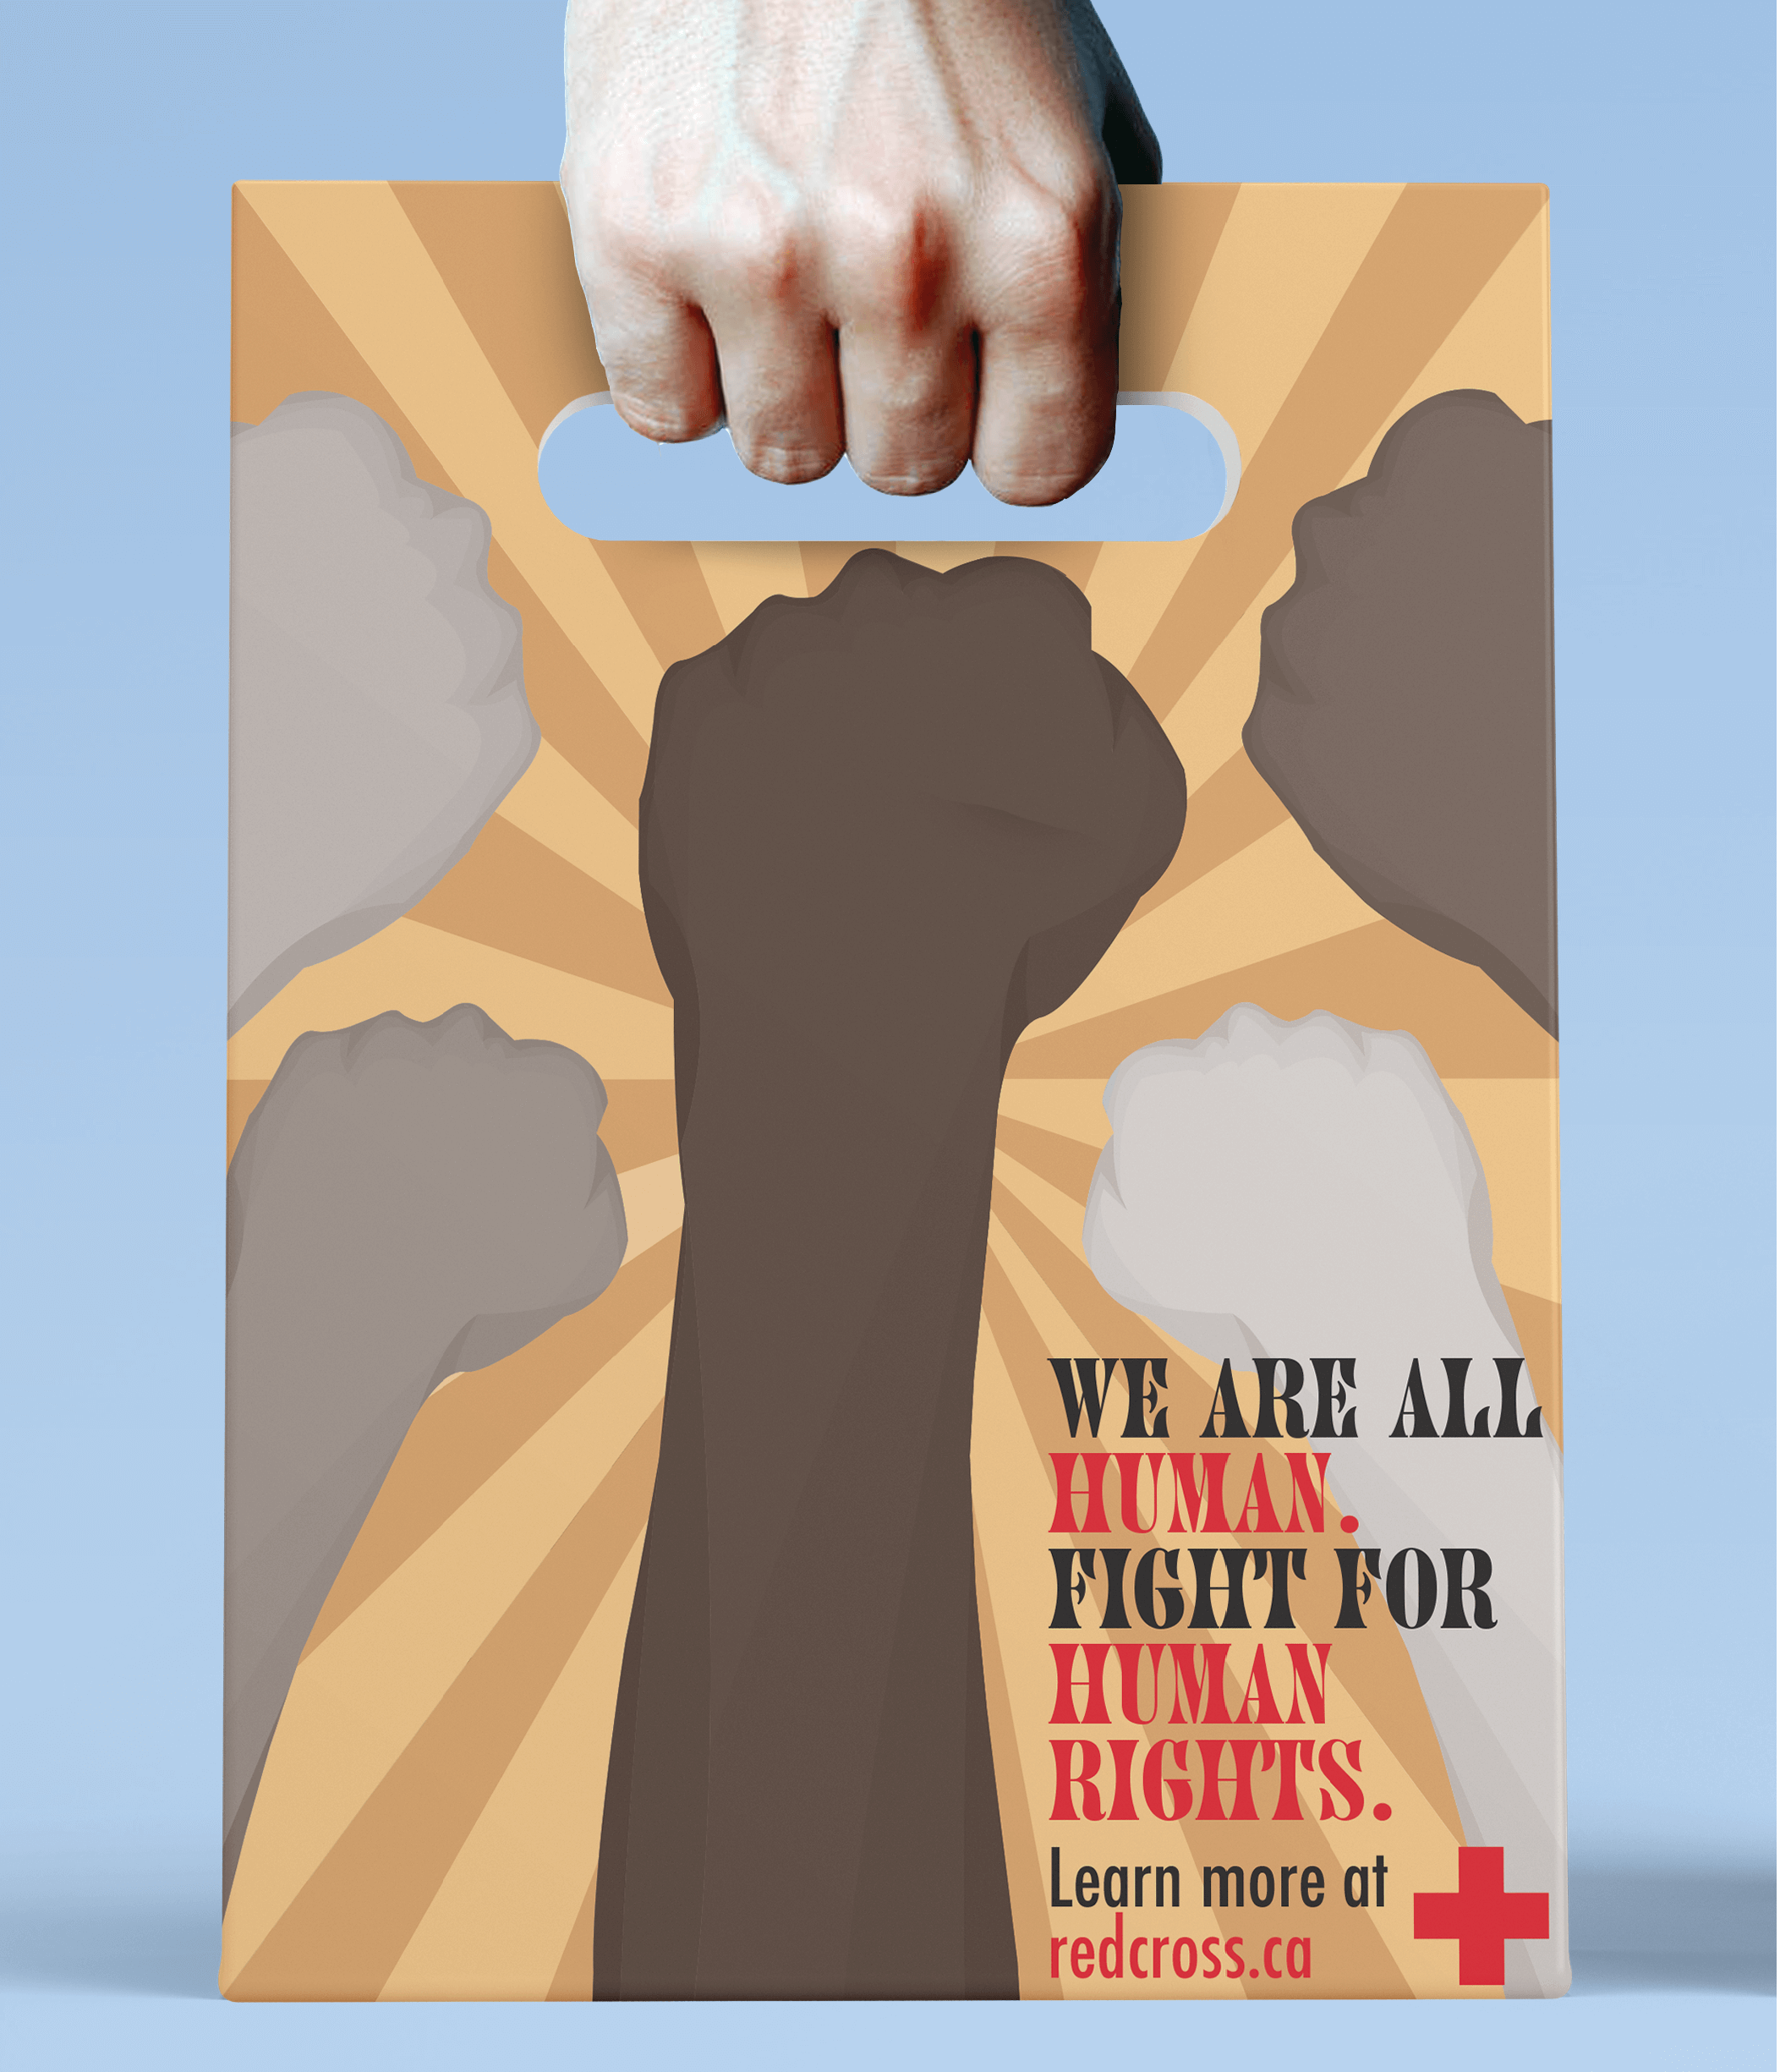 WE ARE ALL
HUMAN.
FIGHT FOR
HUMAN
RIGHTS.
Learn more at
redcross.ca